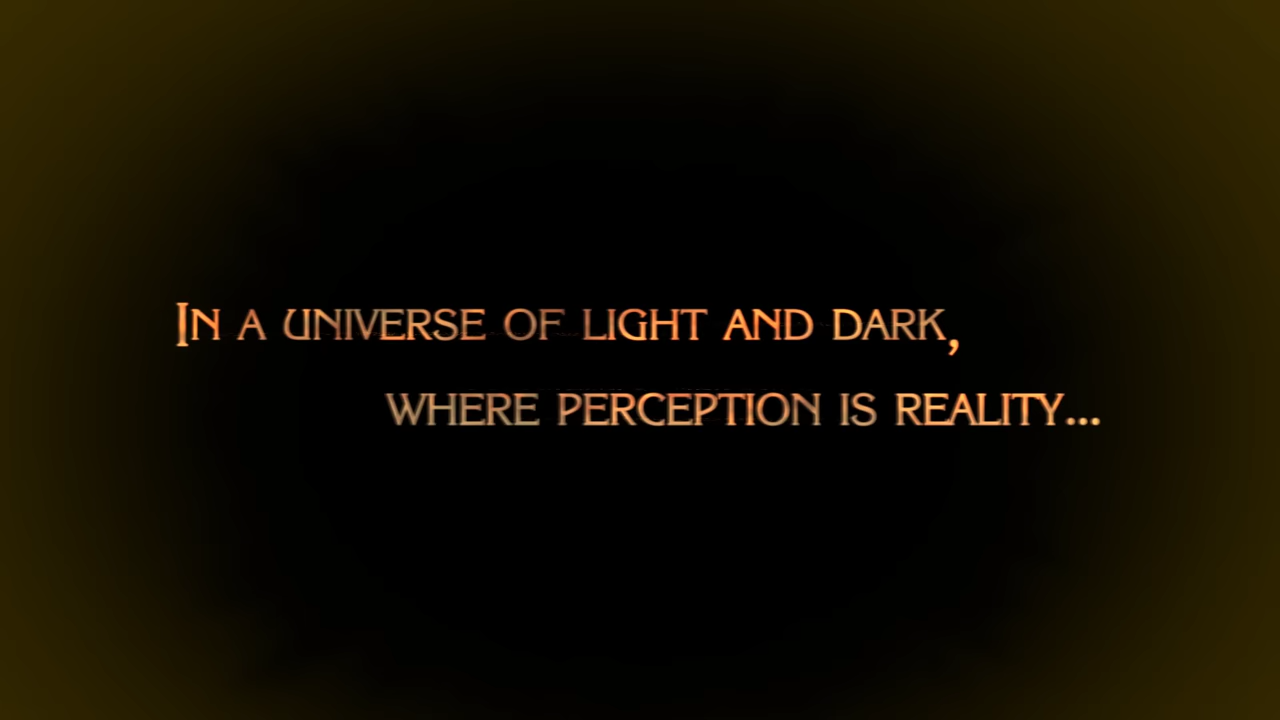 In a universe of light and dark,
where perception is reality...